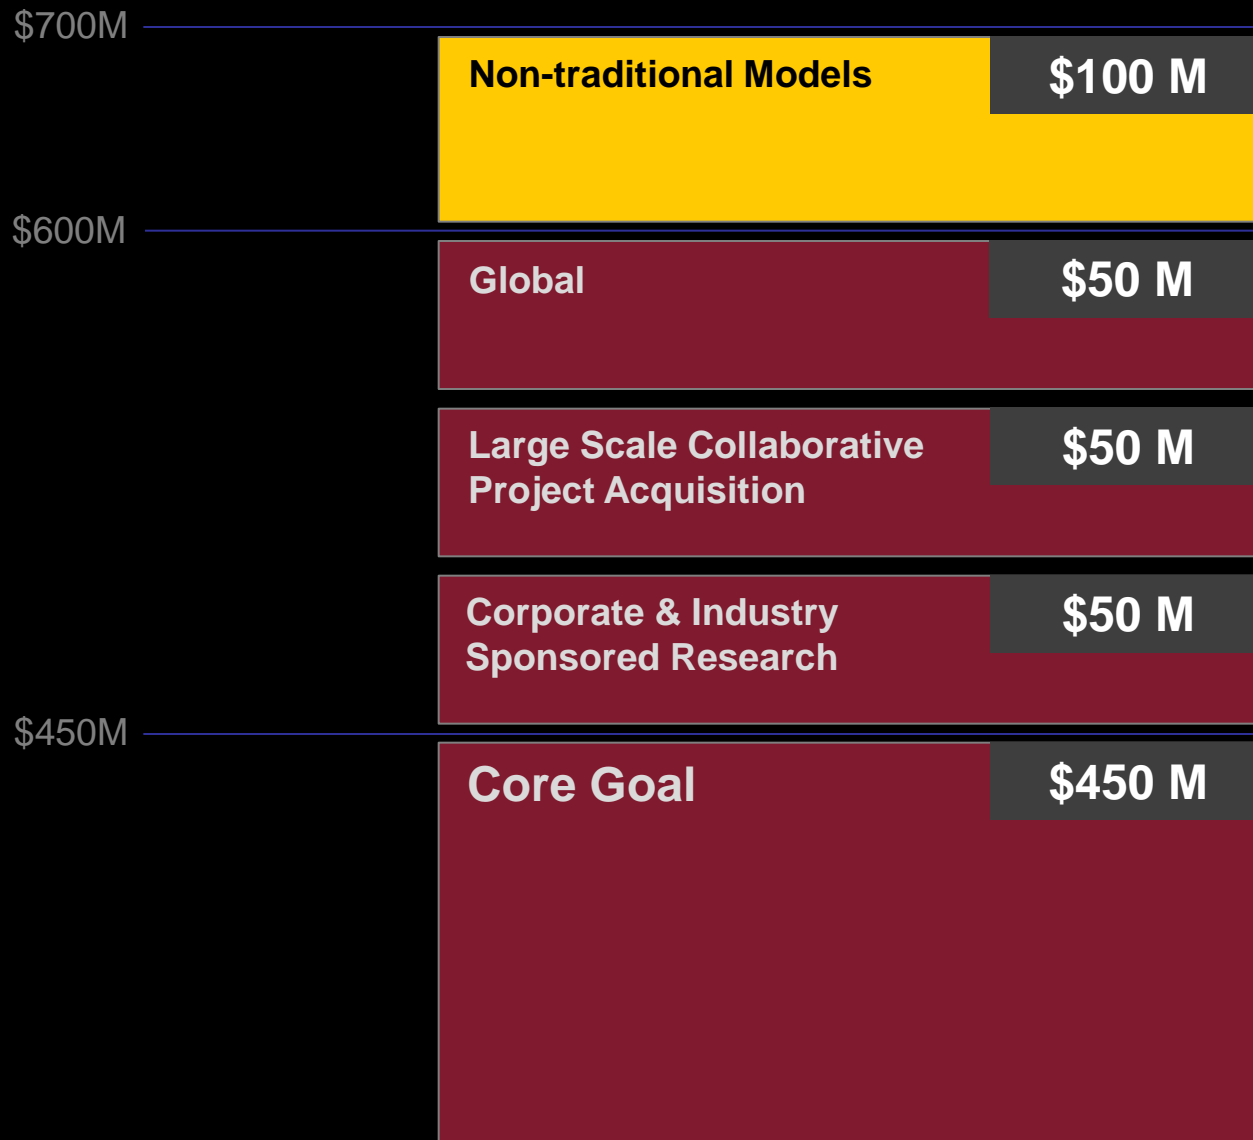 $700M
Non-traditional Models
$100 M
$600M
Global
$50 M
Large Scale Collaborative
Project Acquisition
$50 M
Corporate & Industry
Sponsored Research
$50 M
$450M
Core Goal
$450 M